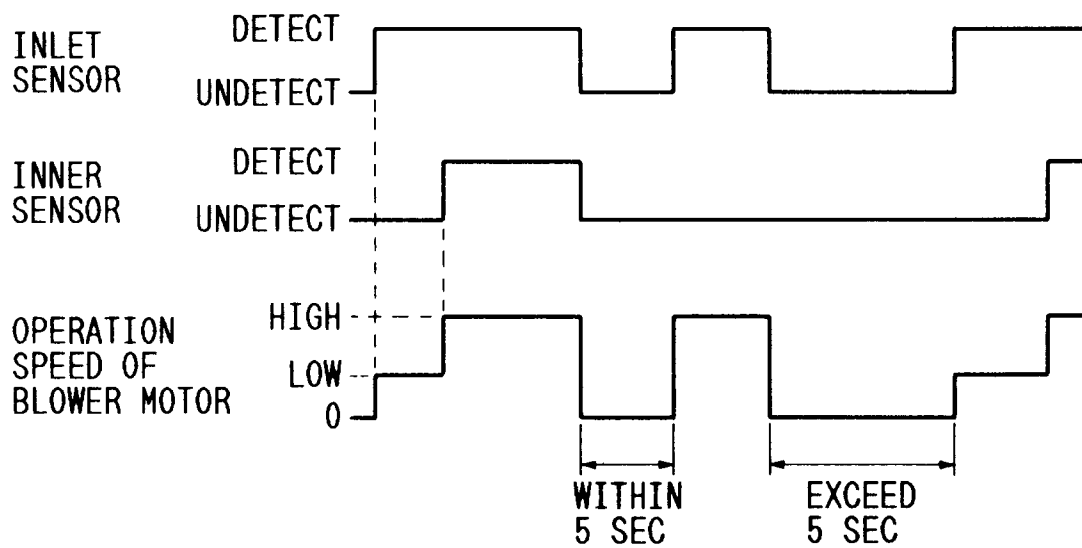 INLET
SENSOR
DETECT
UNDETECT
INNER
SENSOR
DETECT
UNDETECT
OPERATION
SPEED OF
BLOWER MOTOR
HIGH
LOW
0
WITHIN
5 SEC
EXCEED
5 SEC